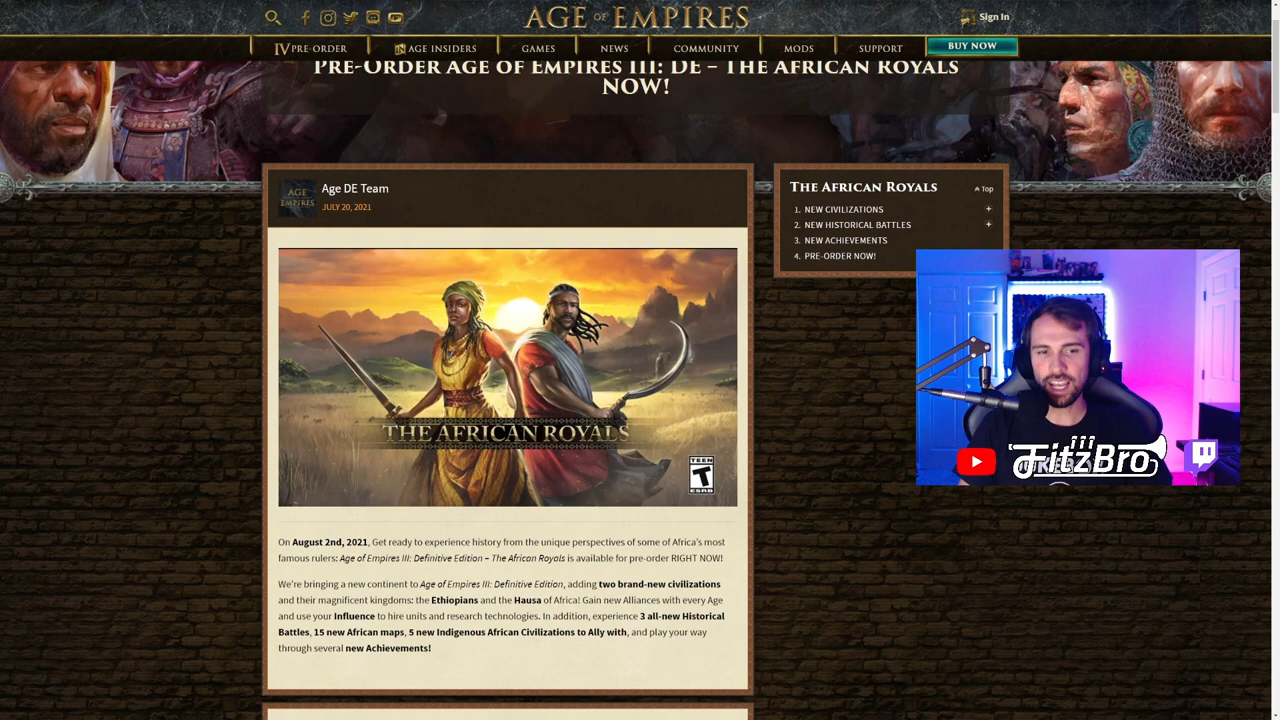 AGE OF EMPIRES
Sign In
IV PRE-ORDER
AGE INSIDERS
GAMES
NEWS
COMMUNITY
MODS
SUPPORT
BUY NOW
PRE-ORDER AGE OF EMPIRES III: DE – THE AFRICAN ROYALS
NOW!
AGE
EMPIRES
Age DE Team
JULY 20, 2021
THE AFRICAN ROYALS
TEEN
T
ESRB
On August 2nd, 2021, Get ready to experience history from the unique perspectives of some of Africa's most
famous rulers: Age of Empires III: Definitive Edition – The African Royals is available for pre-order RIGHT NOW!
We're bringing a new continent to Age of Empires III: Definitive Edition, adding two brand-new civilizations
and their magnificent kingdoms: the Ethiopians and the Hausa of Africa! Gain new Alliances with every Age
and use your Influence to hire units and research technologies. In addition, experience 3 all-new Historical
Battles, 15 new African maps, 5 new Indigenous African Civilizations to Ally with, and play your way
through several new Achievements!
THE AFRICAN ROYALS
Top
1. NEW CIVILIZATIONS +
2. NEW HISTORICAL BATTLES +
3. NEW ACHIEVEMENTS
4. PRE-ORDER NOW!
FitzBro